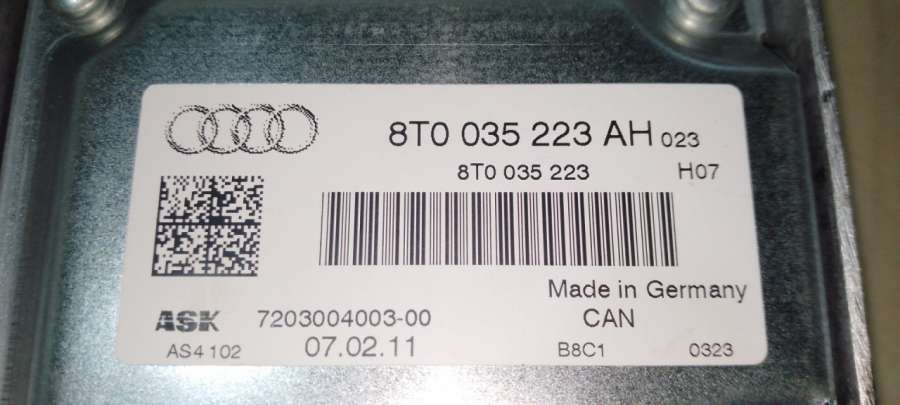 8T0 035 223 AH 023
8T0 035 223 H07
Made in Germany
ASK 7203004003-00 CAN
AS4 102 07.02.11 B8C1 0323